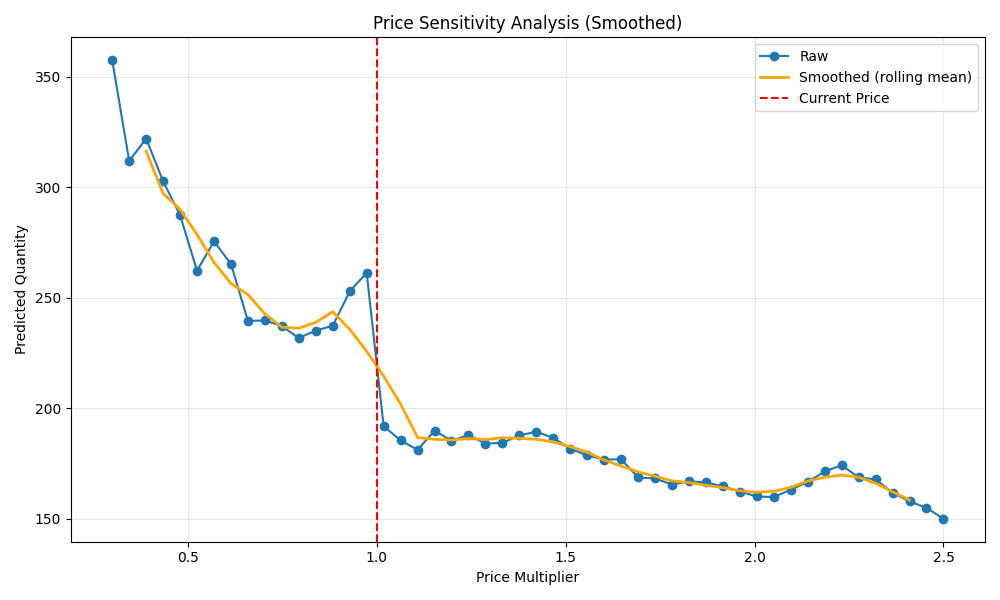 Price Sensitivity Analysis (Smoothed)
Raw
Smoothed (rolling mean)
Current Price
Predicted Quantity
350
300
250
200
150
0.5
1.0
1.5
2.0
2.5
Price Multiplier